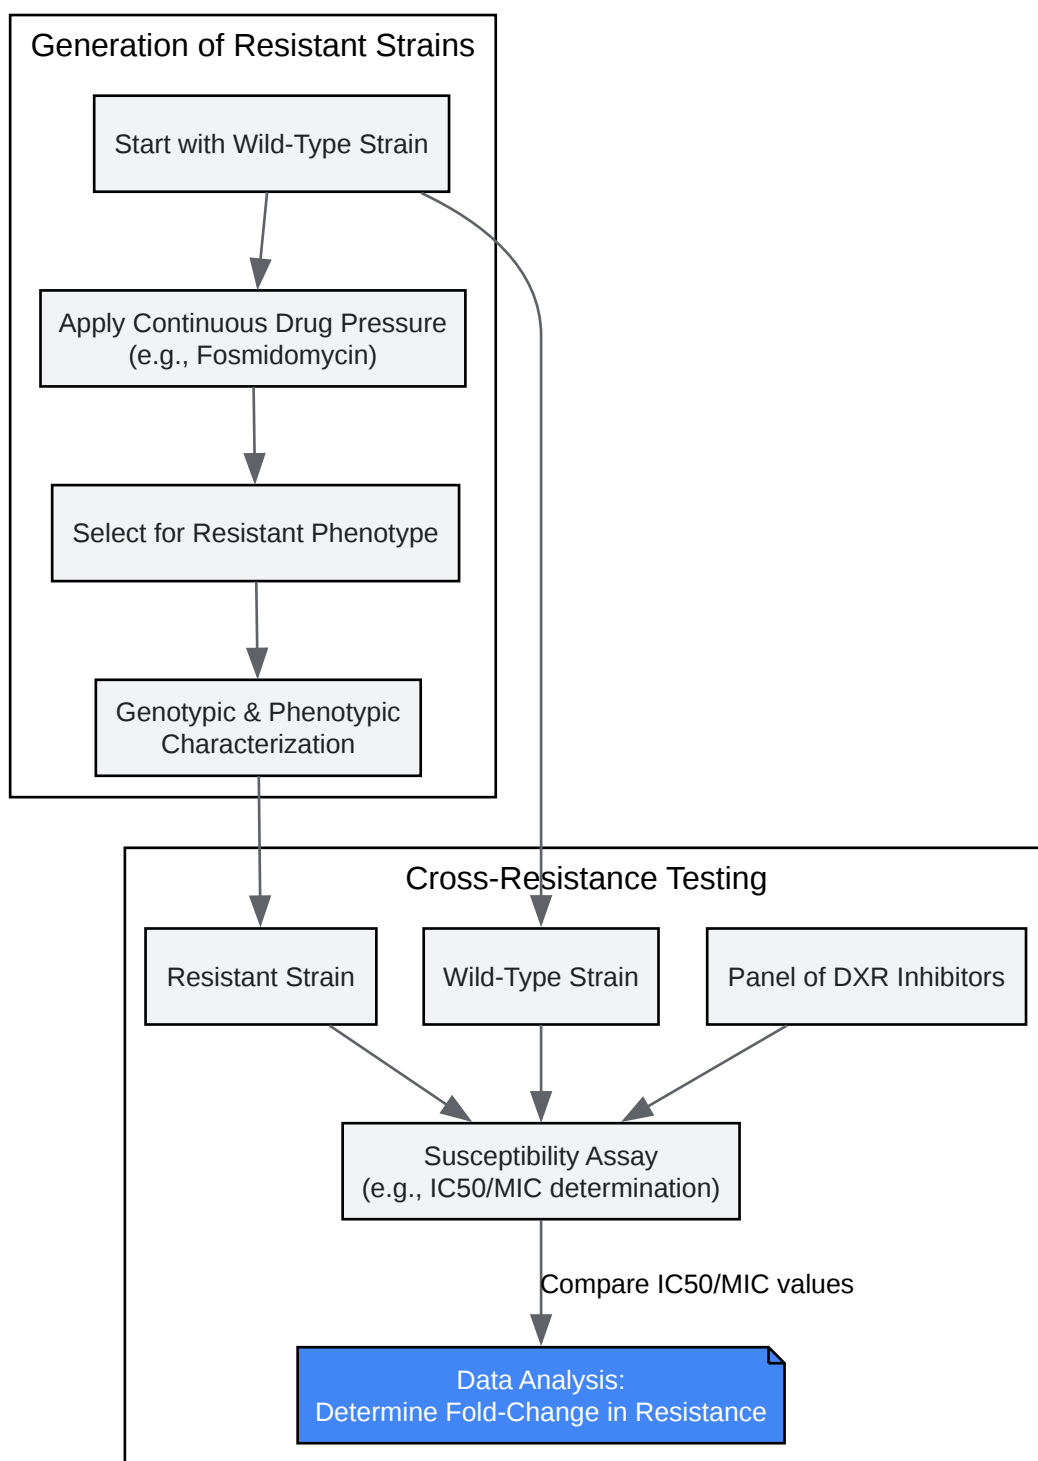 Generation of Resistant Strains
Start with Wild-Type Strain
Apply Continuous Drug Pressure
(e.g., Fosmidomycin)
Select for Resistant Phenotype
Genotypic & Phenotypic
Characterization
Cross-Resistance Testing
Resistant Strain
Wild-Type Strain
Panel of DXR Inhibitors
Susceptibility Assay
(e.g., IC50/MIC determination)
Compare IC50/MIC values
Data Analysis:
Determine Fold-Change in Resistance